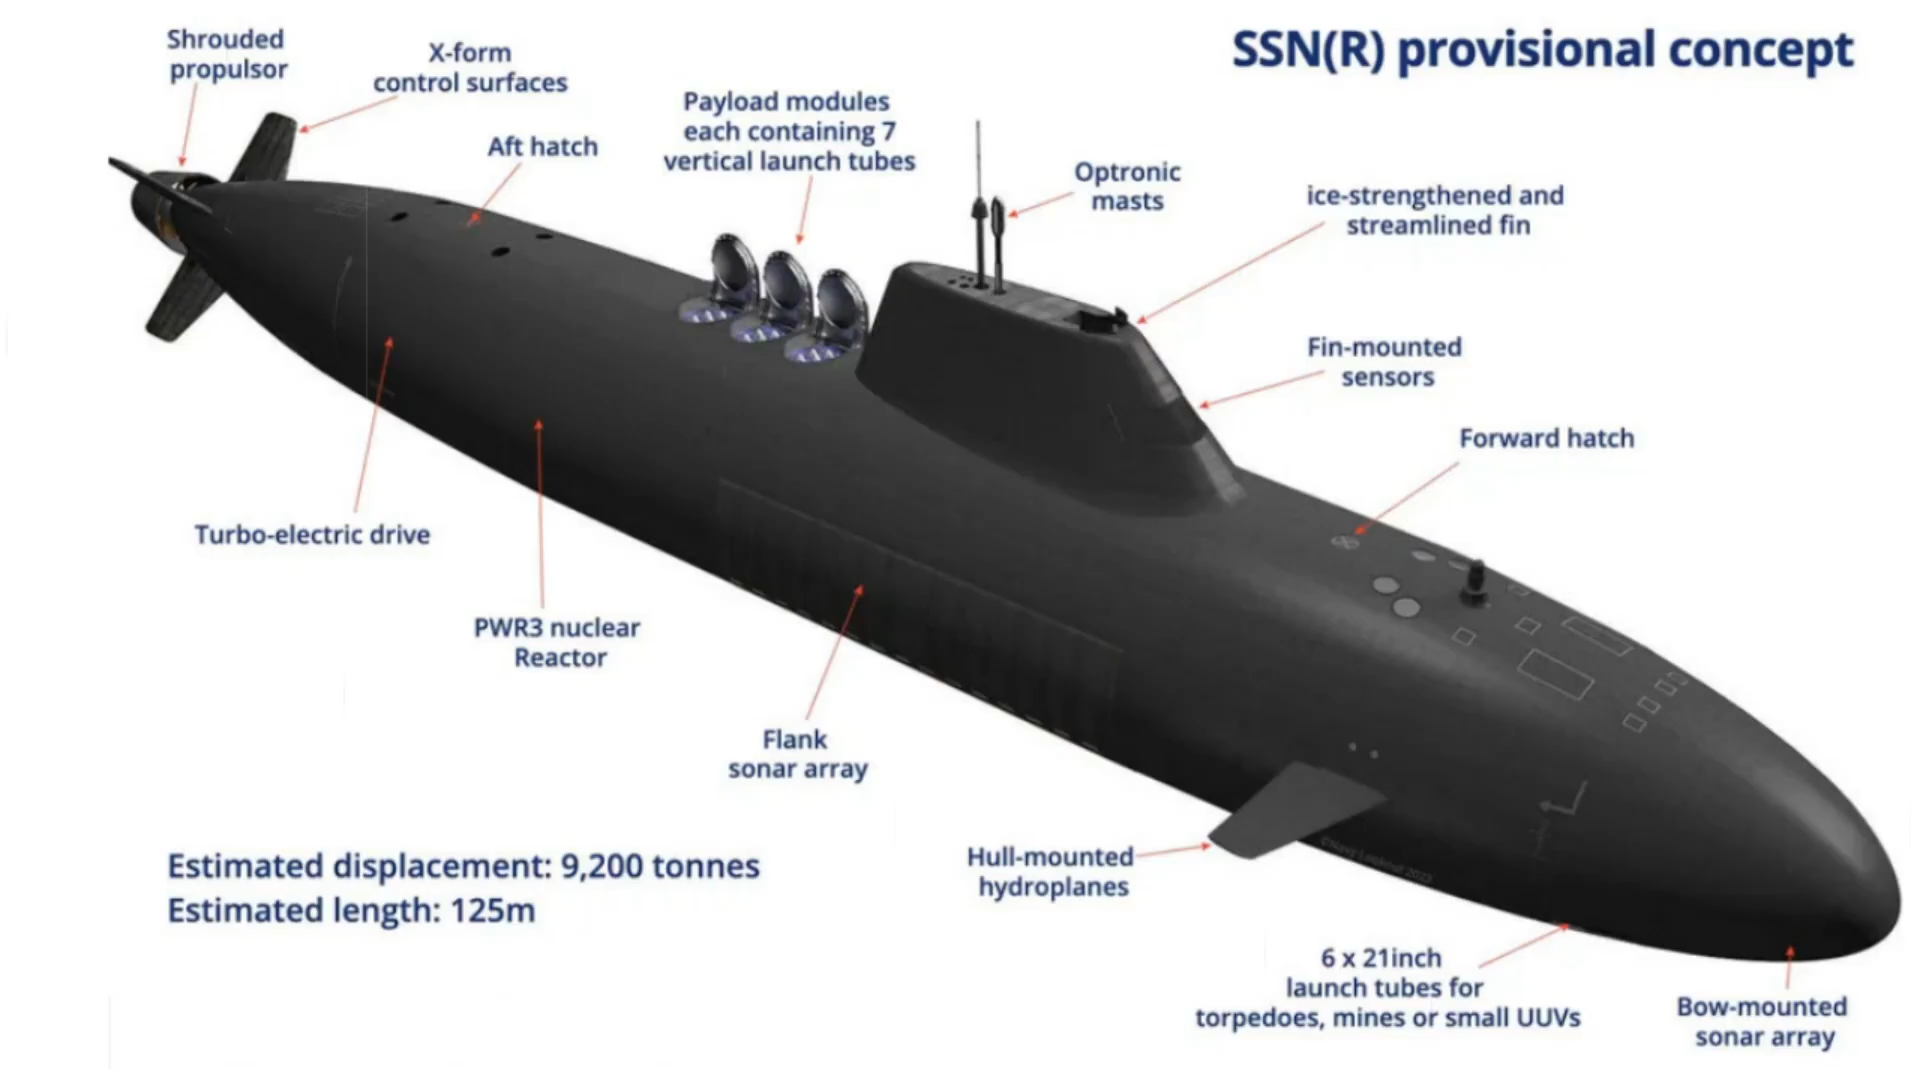 SSN(R) provisional concept
Shrouded
propulsor
X-form
control surfaces
Aft hatch
Payload modules
each containing 7
vertical launch tubes
Optronic
masts
ice-strengthened and
streamlined fin
Fin-mounted
sensors
Forward hatch
Turbo-electric drive
PWR3 nuclear
Reactor
Flank
sonar array
Estimated displacement: 9,200 tonnes
Estimated length: 125m
Hull-mounted
hydroplanes
6 x 21inch
launch tubes for
torpedoes, mines or small UUVs
Bow-mounted
sonar array
©Navy Lookout 2023